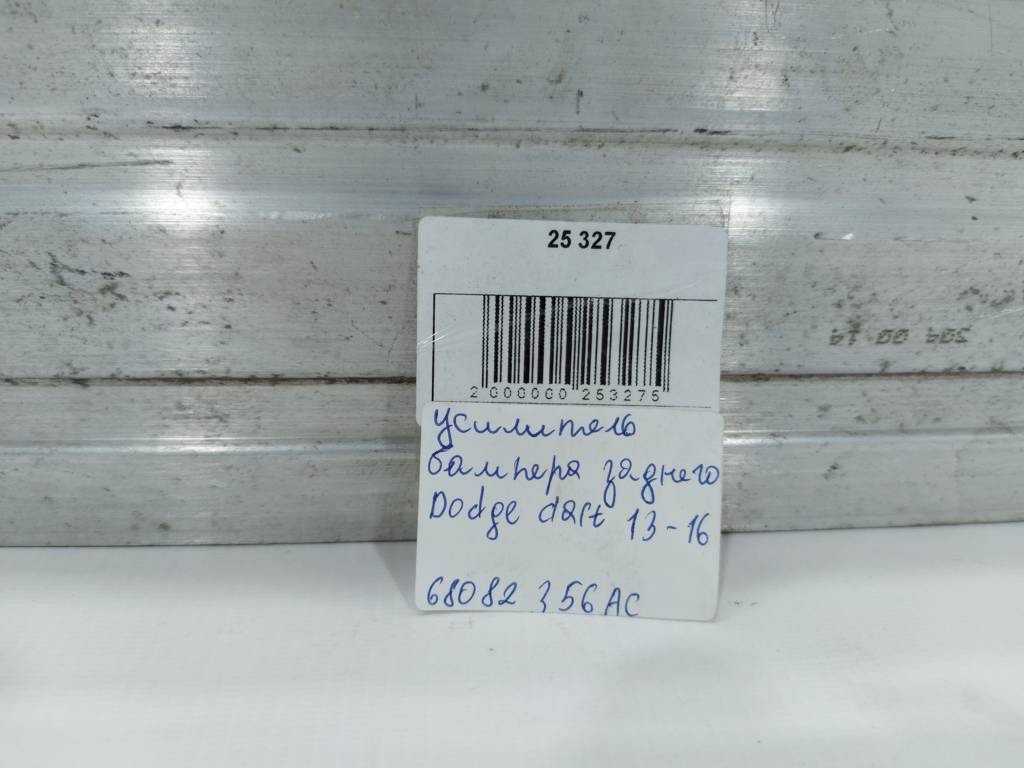 25 327
2 000000 253275
усилитель
бампера заднего
Dodge dart 13-16
68082 356AC